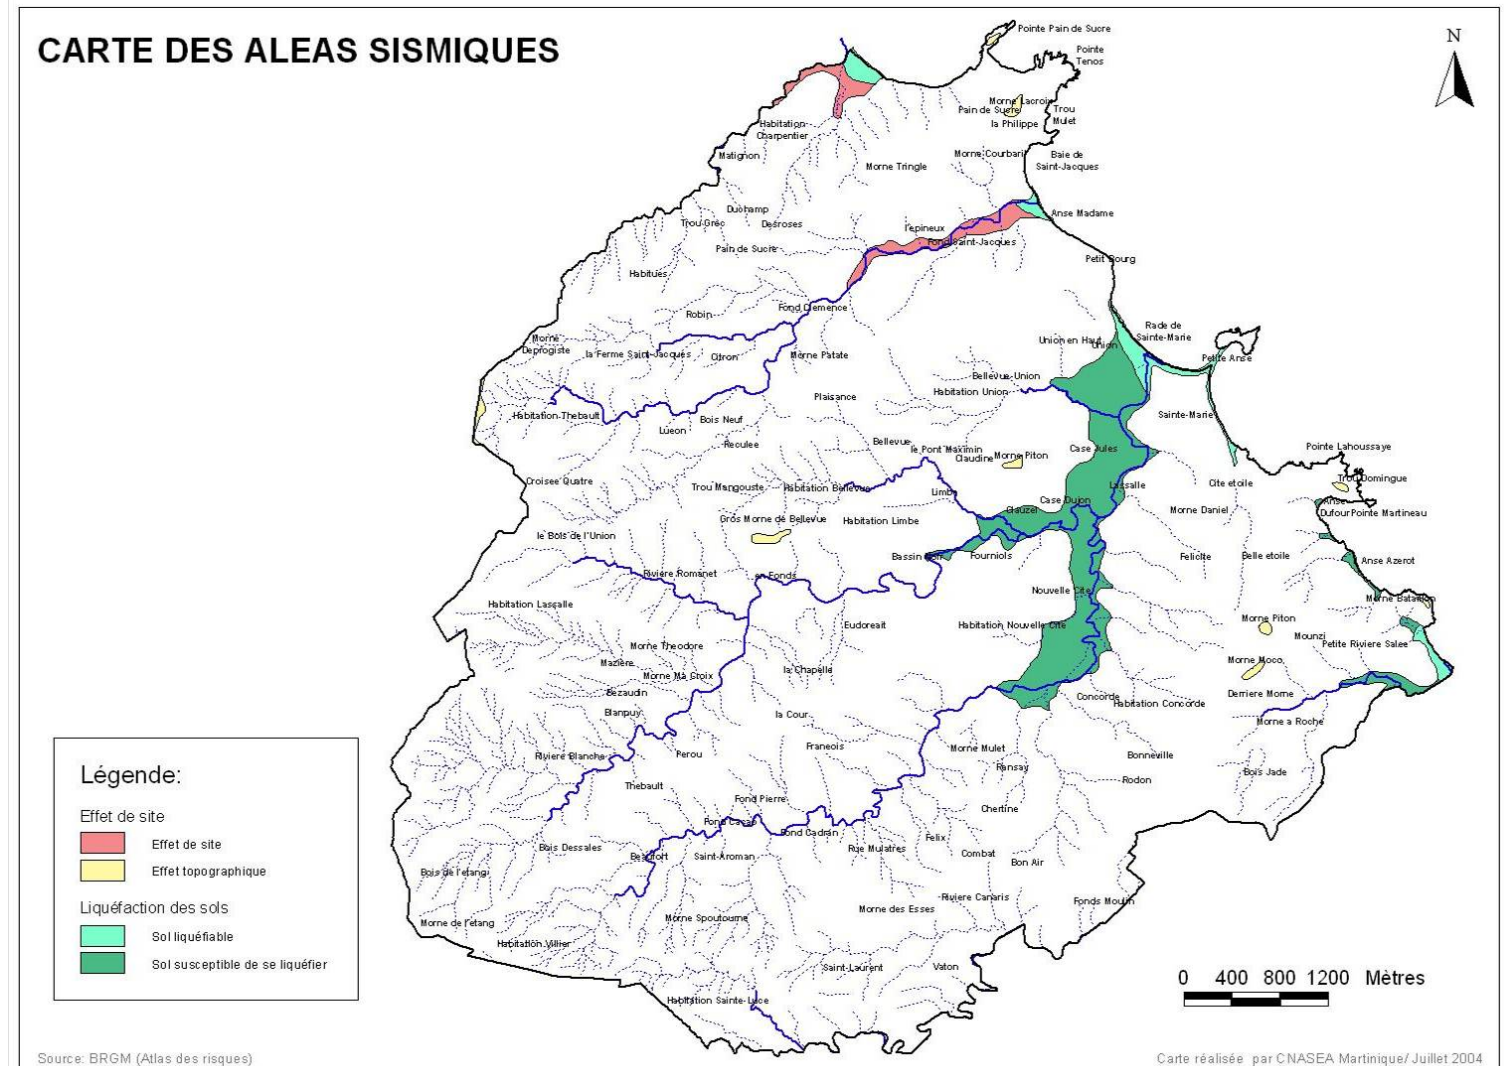 CARTE DES ALEAS SISMIQUES
N
Pointe Pain de Sucre
Pointe
Tenos
Morne Lacroix
Pain de Sucre
la Philippe
Trou
Mulet
Habitation
Charpentier
Matignon
Morne Tringle
Morne Courbaril
Baie de
Saint-Jacques
Duchamp
Trou Grec
Desroses
Anse Madame
l'epineux
Fond Saint-Jacques
Pain de Sucre
Petit Bourg
Habitues
Fond Clemence
Robin
Rade de
Sainte-Marie
Morne
Deprogiste
la Ferme Saint-Jacques
Citron
Morne Patate
Union en Haut
Union
Petite Anse
Bellevue-Union
Habitation Union
Plaisance
Habitation Thebault
Bois Neuf
Sainte-Marie
Lueon
Reculee
Bellevue
le Pont Maximin
Claudine
Morne Piton
Case Jules
Pointe Lahoussaye
Croisee Quatre
Trou Mangouste
Habitation Bellevue
Limbe
Case Dujon
Lassalle
Cite etoile
Trou Domingue
Gros Morne de Bellevue
Habitation Limbe
Clauzel
Morne Daniel
Anse
Dufour
Pointe Martineau
le Bois de l'Union
Bassin Noir
Fourniols
Felicite
Belle etoile
Anse Azerot
Riviere Romanet
en Fonds
Nouvelle Cite
Morne Batailion
Habitation Lassalle
Eudoreait
Habitation Nouvelle Cite
Morne Piton
Mounzi
Petite Riviere Salee
Morne Theodore
Maziere
Morne Ma Croix
la Chapelle
Morne Moco
Bezaudin
Concorde
Habitation Concorde
Derriere Morne
Blanpuy
la Cour
Morne a Roche
Riviere Blanche
Perou
Franeois
Morne Mulet
Ransay
Bonneville
Bois Jade
Thebault
Rodon
Fond Pierre
Chertine
Fond Cacao
Fond Cadran
Felix
Bois Dessales
Beaufort
Saint-Aroman
Rue Mulatres
Combat
Bon Air
Bois de l'etangi
Riviere Canaris
Fonds Moulin
Morne de l'etang
Morne Spoutourne
Morne des Esses
Habitation Villier
Saint-Laurent
Vaton
Habitation Sainte-Luce
Légende:
Effet de site
Effet de site
Effet topographique
Liquéfaction des sols
Sol liquéfiable
Sol susceptible de se liquéfier
0 400 800 1200 Mètres
Source: BRGM (Atlas des risques)
Carte réalisée par CNASEA Martinique/ Juillet 2004